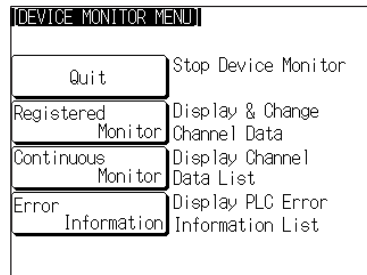 [DEVICE MONITOR MENU]
Quit
Stop Device Monitor
Registered
Monitor
Display & Change
Channel Data
Continuous
Monitor
Display Channel
Data List
Error
Information
Display PLC Error
Information List